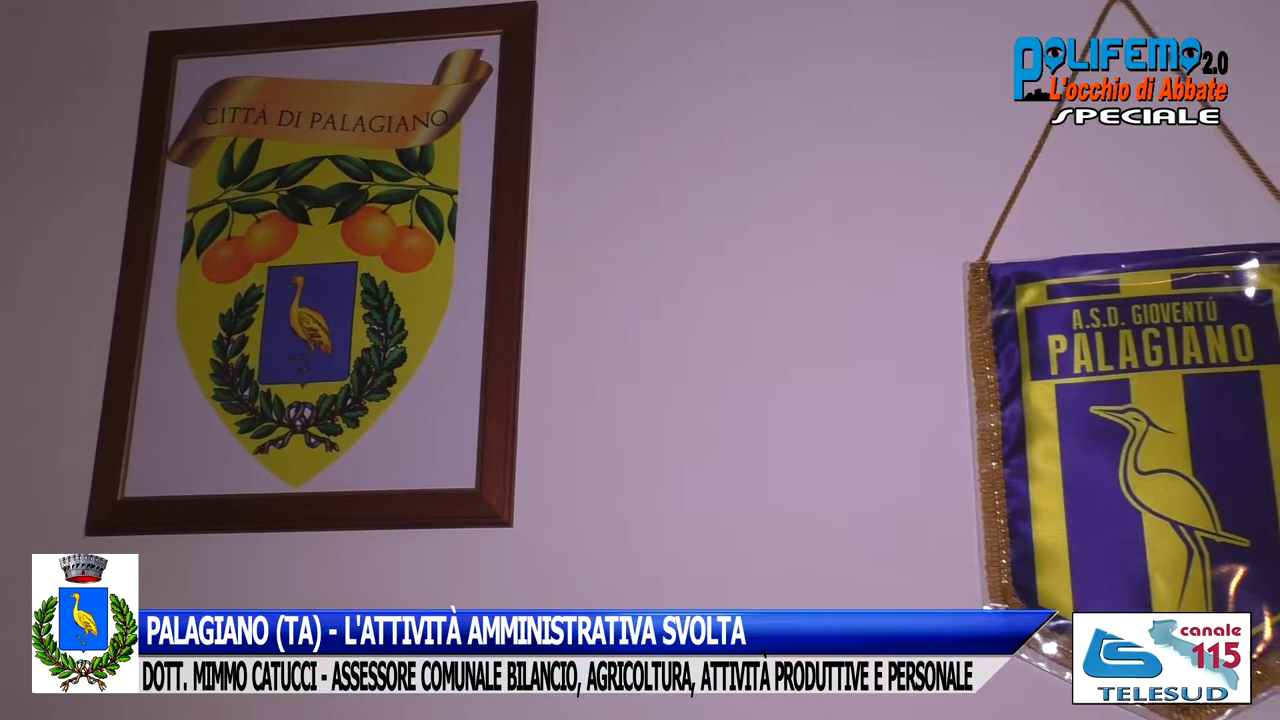 POLIFEMO 2.0
L'occhio di Abbate
SPECIALE
CITTÀ DI PALAGIANO
A.S.D. GIOVENTÚ
PALAGIANO
PALAGIANO (TA) - L'ATTIVITÀ AMMINISTRATIVA SVOLTA
DOTT. MIMMO CATUCCI - ASSESSORE COMUNALE BILANCIO, AGRICOLTURA, ATTIVITÀ PRODUTTIVE E PERSONALE
canale
115
TELESUD